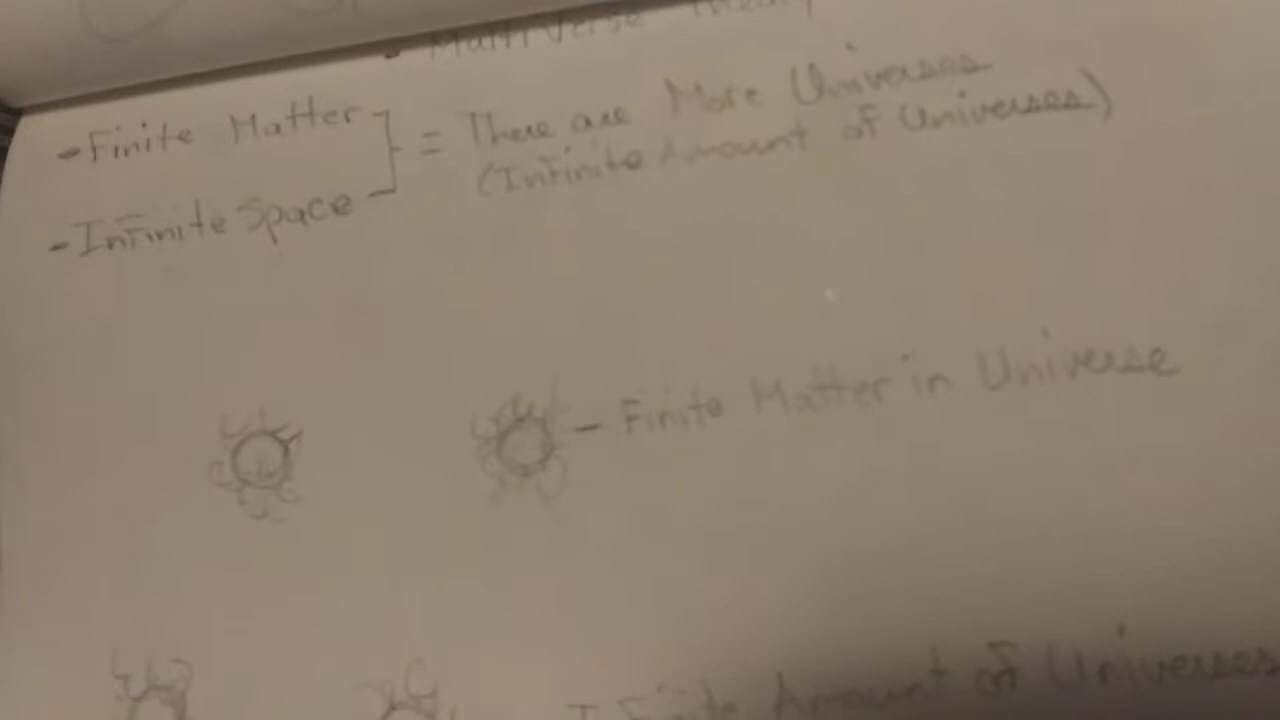 - MultiVerse Theory
- Finite Matter
- Infinite Space
= There are More Universes
(Infinite Amount of Universes)
- Finite Matter in Universe
Infinite Amount of Universes